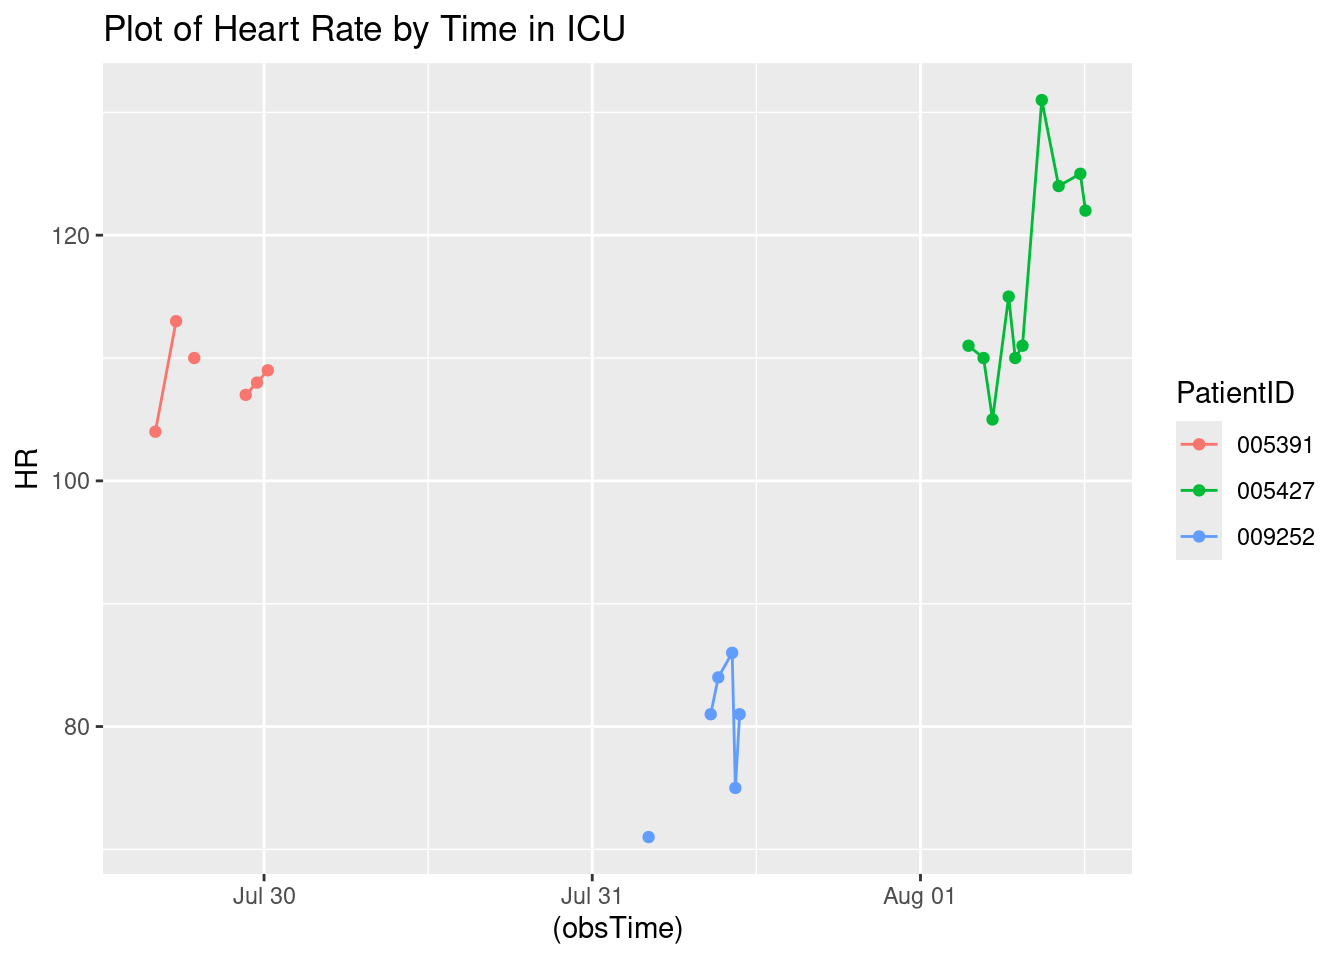 Plot of Heart Rate by Time in ICU
120
100
80
HR
Jul 30
Jul 31
Aug 01
(obsTime)
PatientID
005391
005427
009252